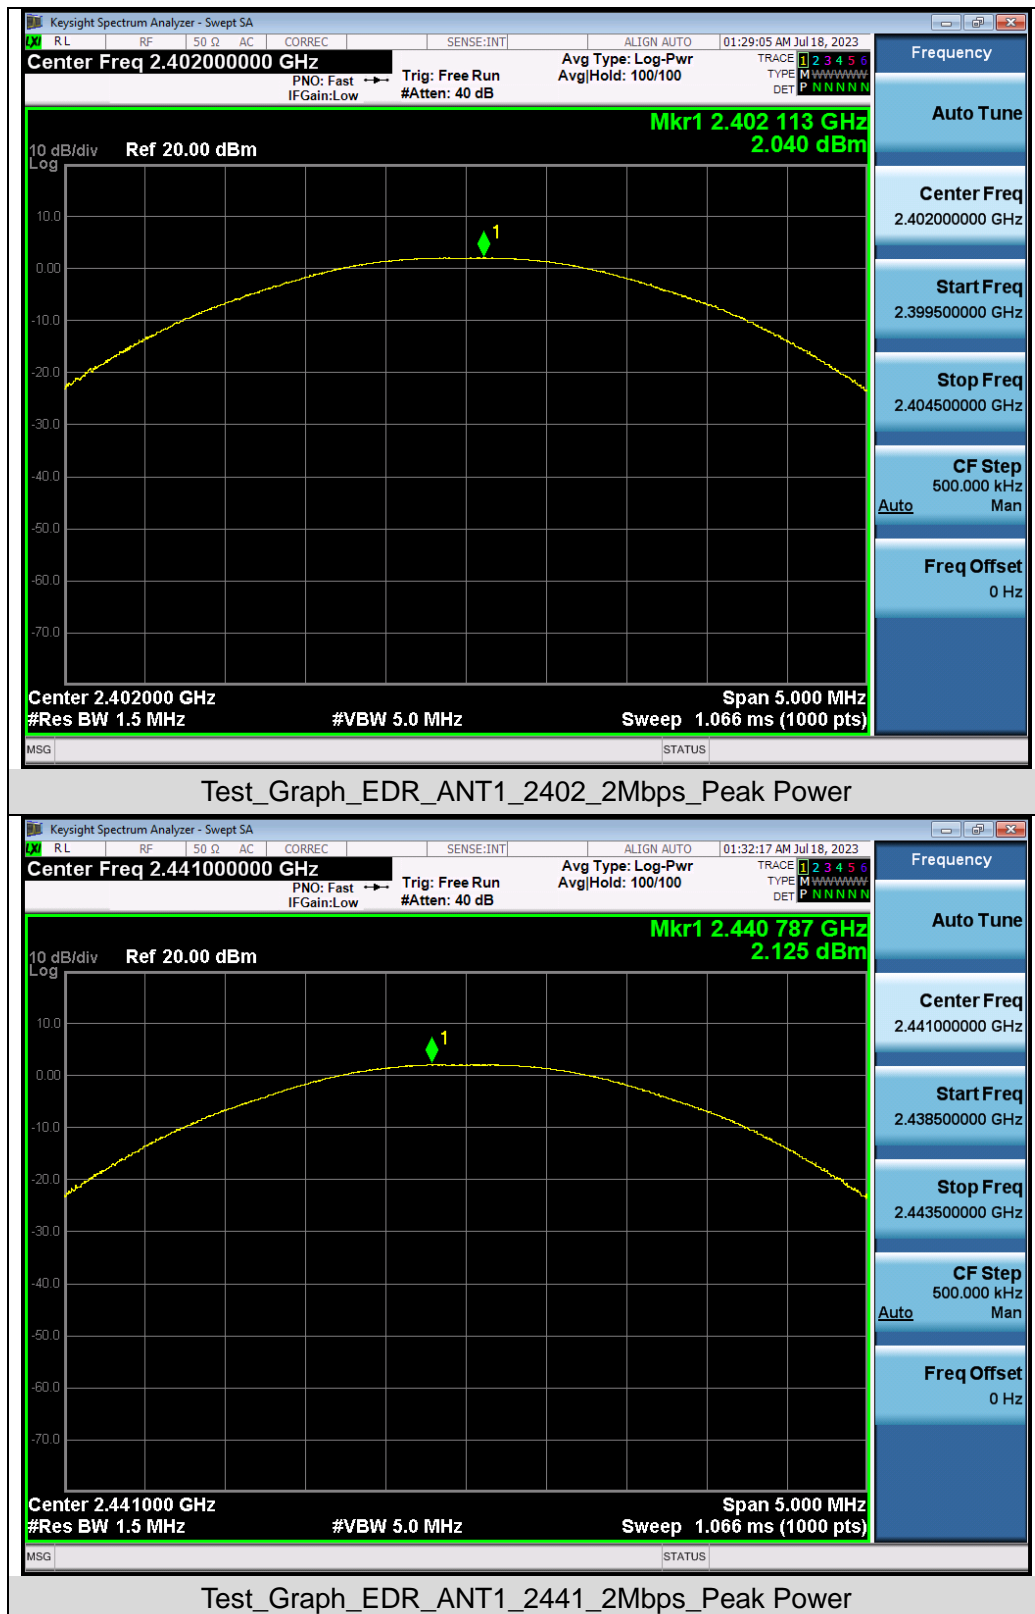 Keysight Spectrum Analyzer - Swept SA
LXI RL RF 50 Ω AC CORREC SENSE:INT ALIGN AUTO 01:29:05 AM Jul 18, 2023
Center Freq 2.402000000 GHz
PNO: Fast
IFGain:Low
Trig: Free Run
#Atten: 40 dB
Avg Type: Log-Pwr
Avg|Hold: 100/100
TRACE 1 2 3 4 5 6
TYPE M WWWWW
DET P N N N N N
Frequency
Mkr1 2.402 113 GHz
2.040 dBm
10 dB/div Ref 20.00 dBm
Log
1
10.0
0.00
-10.0
-20.0
-30.0
-40.0
-50.0
-60.0
-70.0
Center 2.402000 GHz Span 5.000 MHz
#Res BW 1.5 MHz #VBW 5.0 MHz Sweep 1.066 ms (1000 pts)
Auto Tune
Center Freq
2.402000000 GHz
Start Freq
2.399500000 GHz
Stop Freq
2.404500000 GHz
CF Step
500.000 kHz
Auto Man
Freq Offset
0 Hz
MSG STATUS
Test_Graph_EDR_ANT1_2402_2Mbps_Peak Power
Keysight Spectrum Analyzer - Swept SA
LXI RL RF 50 Ω AC CORREC SENSE:INT ALIGN AUTO 01:32:17 AM Jul 18, 2023
Center Freq 2.441000000 GHz
PNO: Fast
IFGain:Low
Trig: Free Run
#Atten: 40 dB
Avg Type: Log-Pwr
Avg|Hold: 100/100
TRACE 1 2 3 4 5 6
TYPE M WWWWW
DET P N N N N N
Frequency
Mkr1 2.440 787 GHz
2.125 dBm
10 dB/div Ref 20.00 dBm
Log
1
10.0
0.00
-10.0
-20.0
-30.0
-40.0
-50.0
-60.0
-70.0
Center 2.441000 GHz Span 5.000 MHz
#Res BW 1.5 MHz #VBW 5.0 MHz Sweep 1.066 ms (1000 pts)
Auto Tune
Center Freq
2.441000000 GHz
Start Freq
2.438500000 GHz
Stop Freq
2.443500000 GHz
CF Step
500.000 kHz
Auto Man
Freq Offset
0 Hz
MSG STATUS
Test_Graph_EDR_ANT1_2441_2Mbps_Peak Power